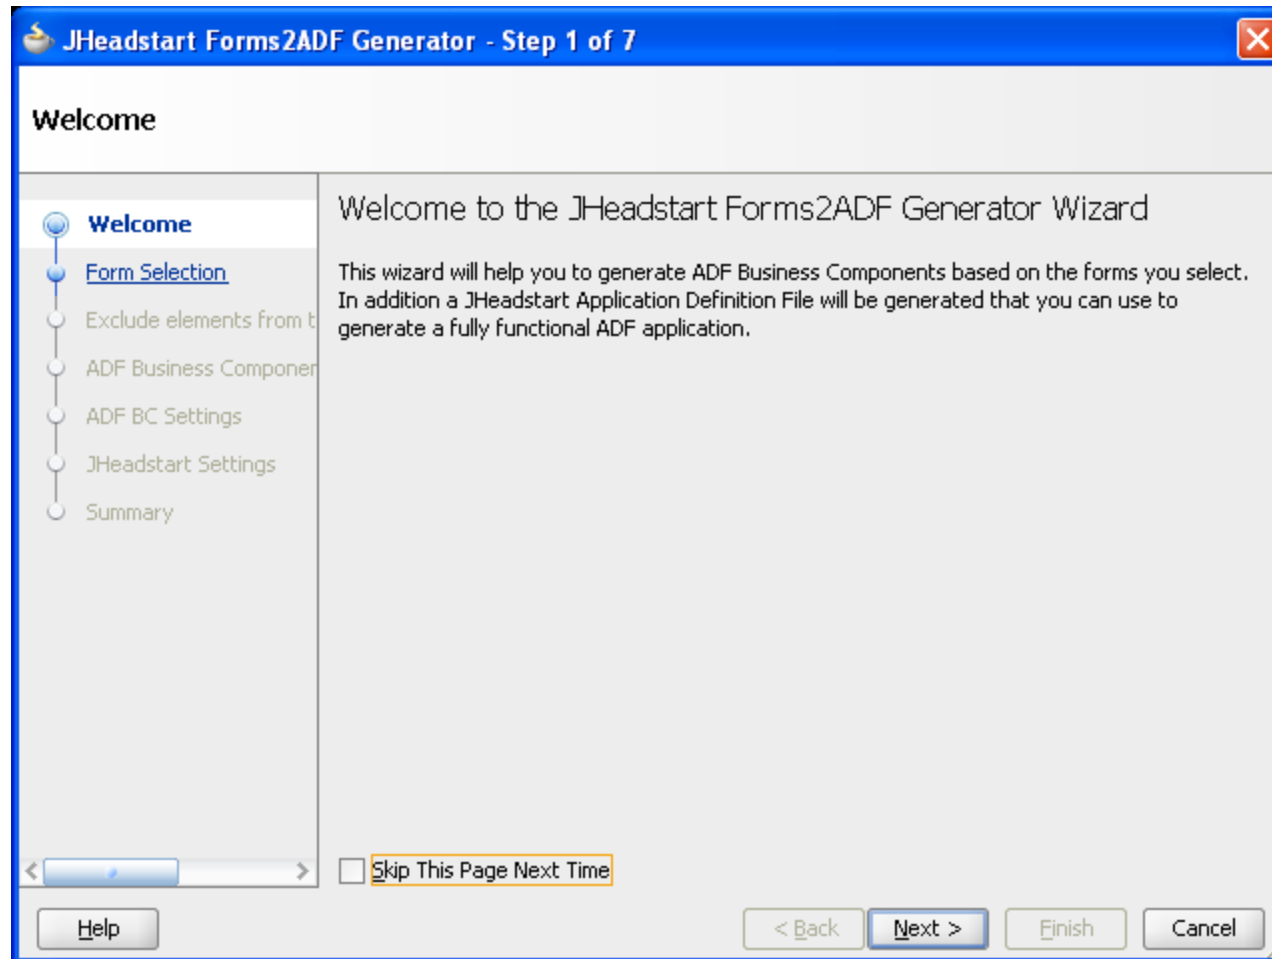 JHeadstart Forms2ADF Generator - Step 1 of 7
Welcome
Welcome
Form Selection
Exclude elements from t
ADF Business Componen
ADF BC Settings
JHeadstart Settings
Summary
Welcome to the JHeadstart Forms2ADF Generator Wizard
This wizard will help you to generate ADF Business Components based on the forms you select.
In addition a JHeadstart Application Definition File will be generated that you can use to
generate a fully functional ADF application.
Skip This Page Next Time
Help
< Back
Next >
Finish
Cancel